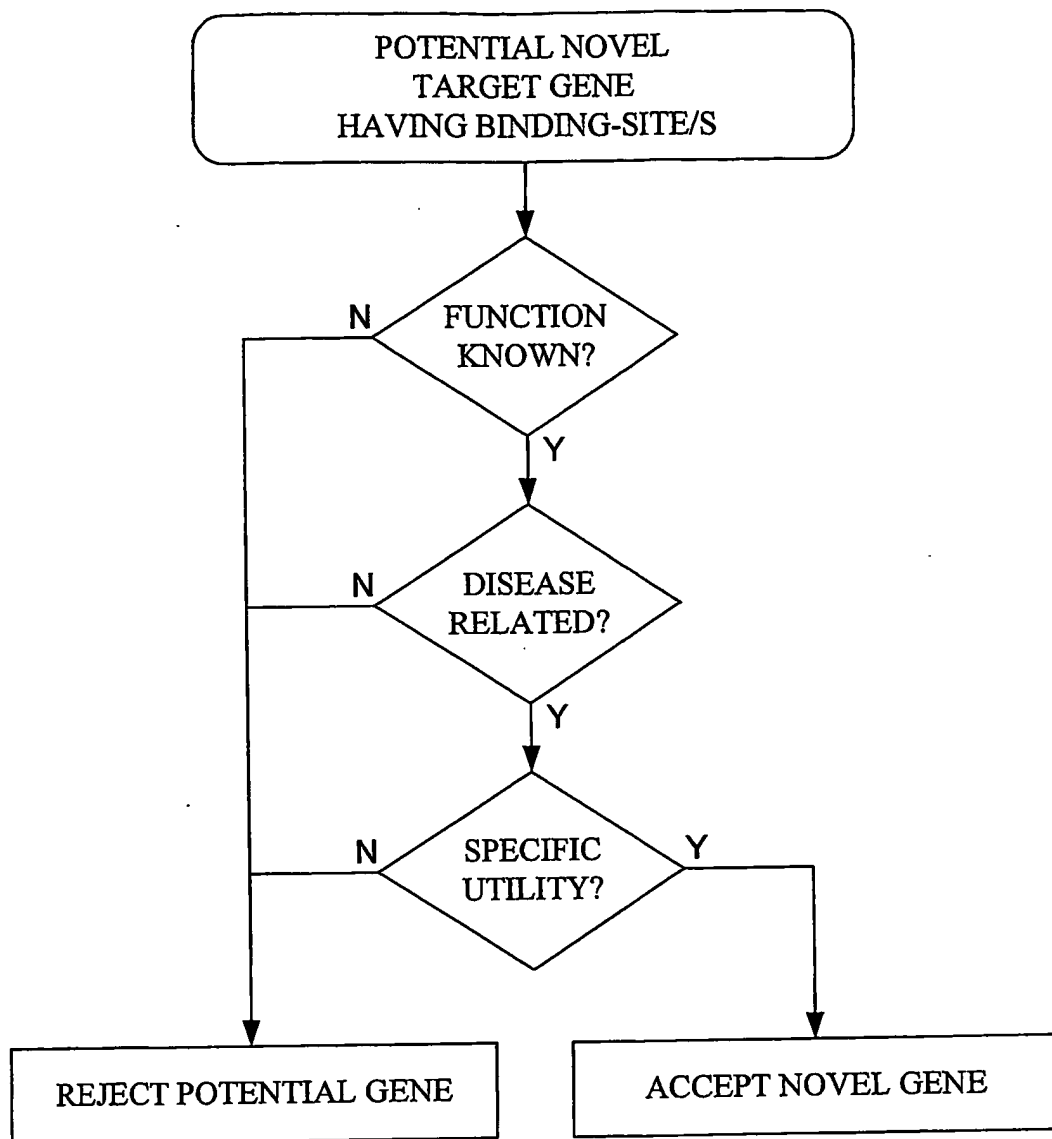 POTENTIAL NOVEL
TARGET GENE
HAVING BINDING-SITE/S
N
FUNCTION
KNOWN?
Y
N
DISEASE
RELATED?
Y
N
SPECIFIC
UTILITY?
Y
REJECT POTENTIAL GENE
ACCEPT NOVEL GENE